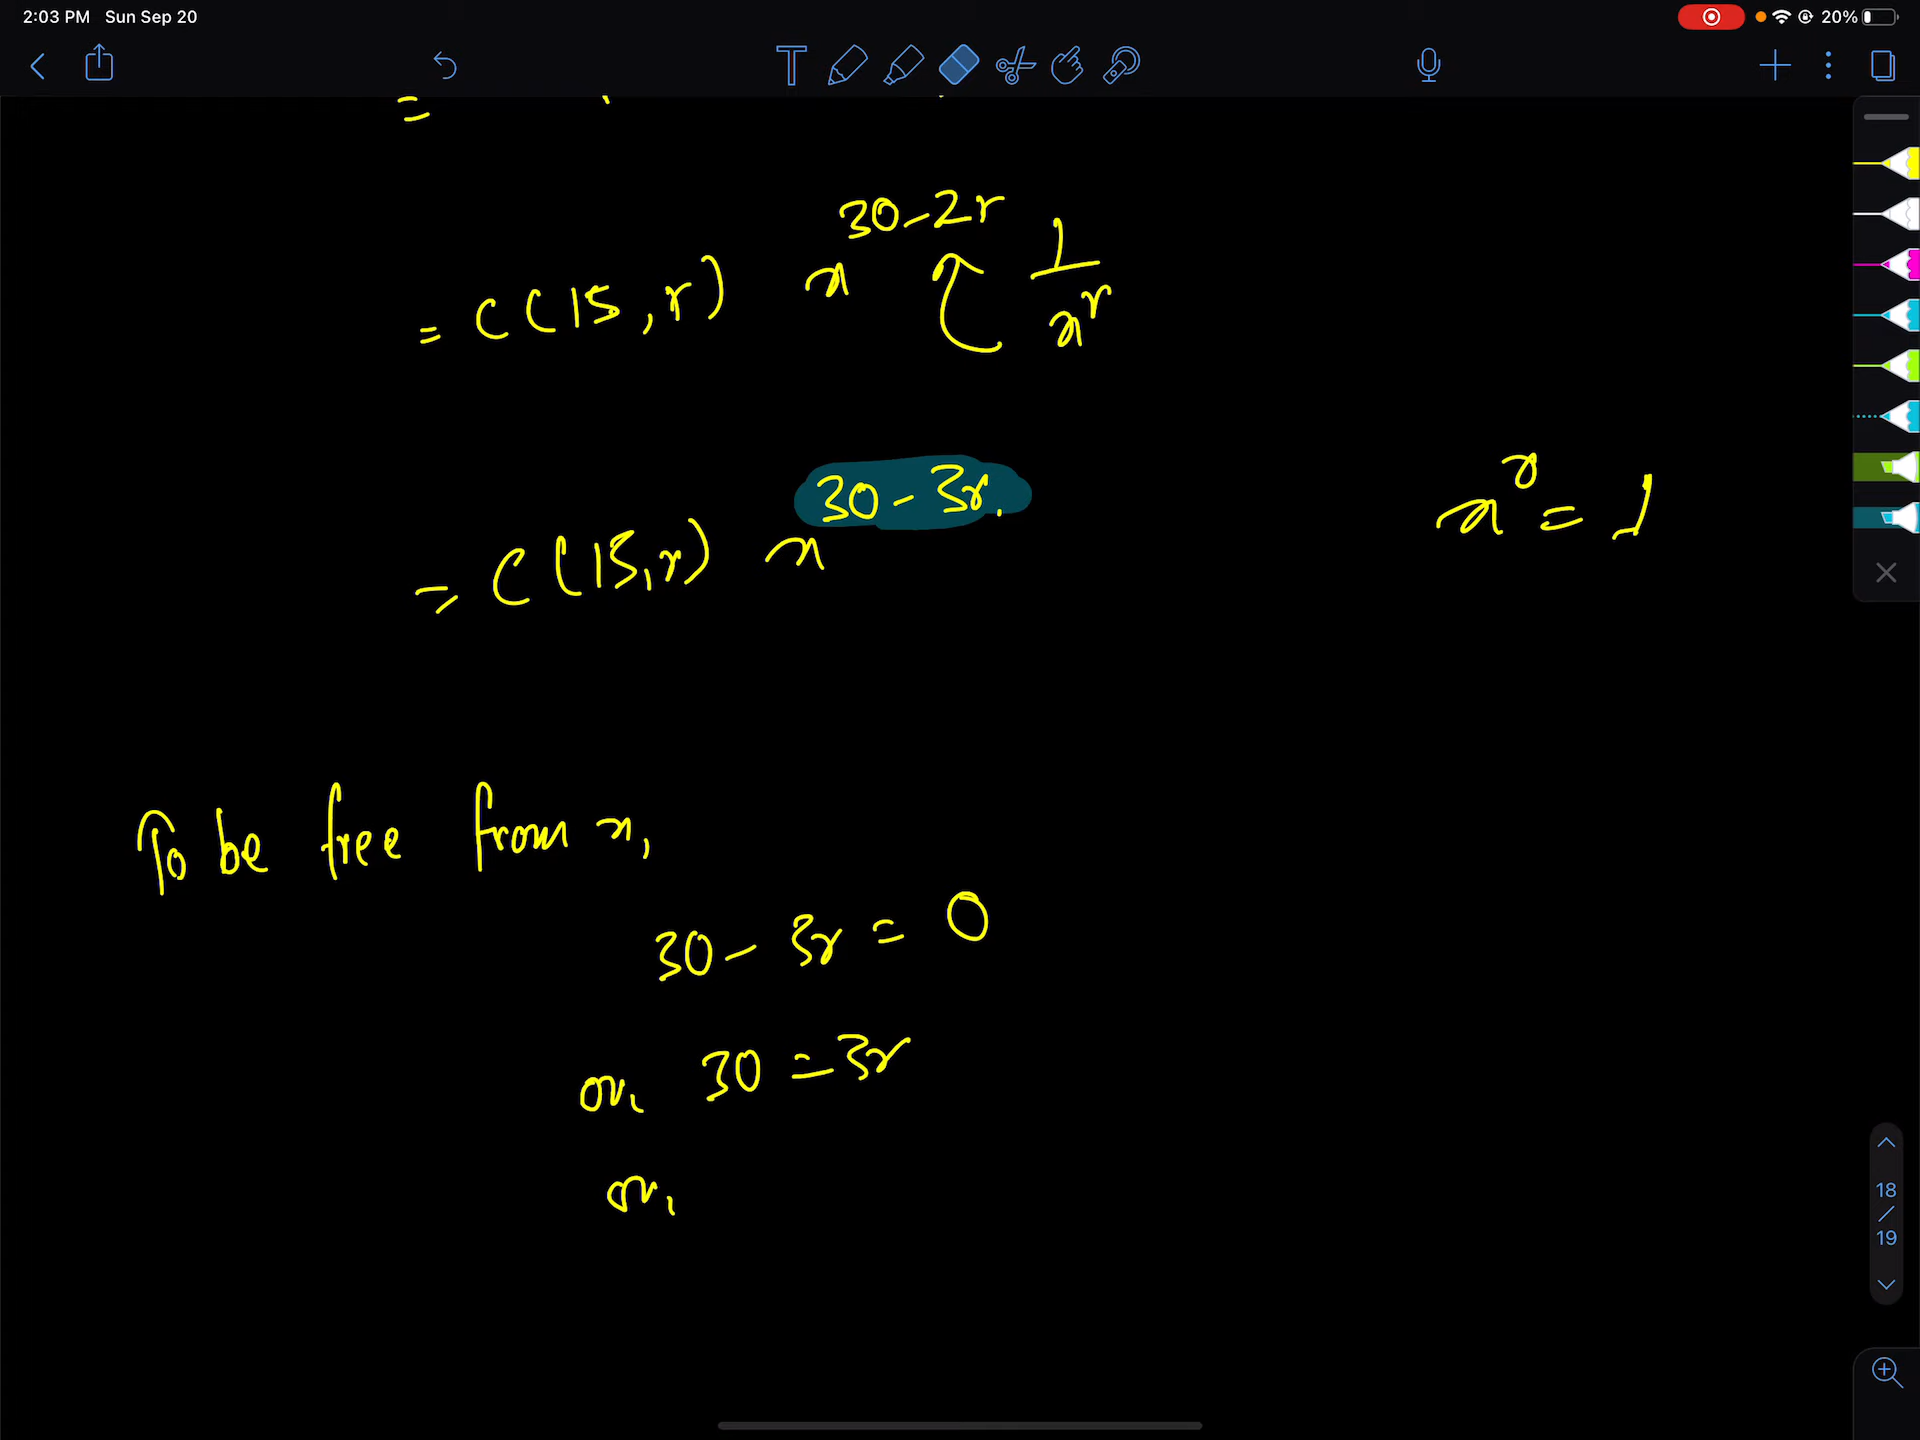 2:03 PM Sun Sep 20 20%
=
= C(15,r) x^{30-2r} \frac{1}{x^r}
= C(15,r) x^{30-3r} x^0 = 1
To be free from x,
30 - 3r = 0
or, 30 = 3r
or,
18
/
19